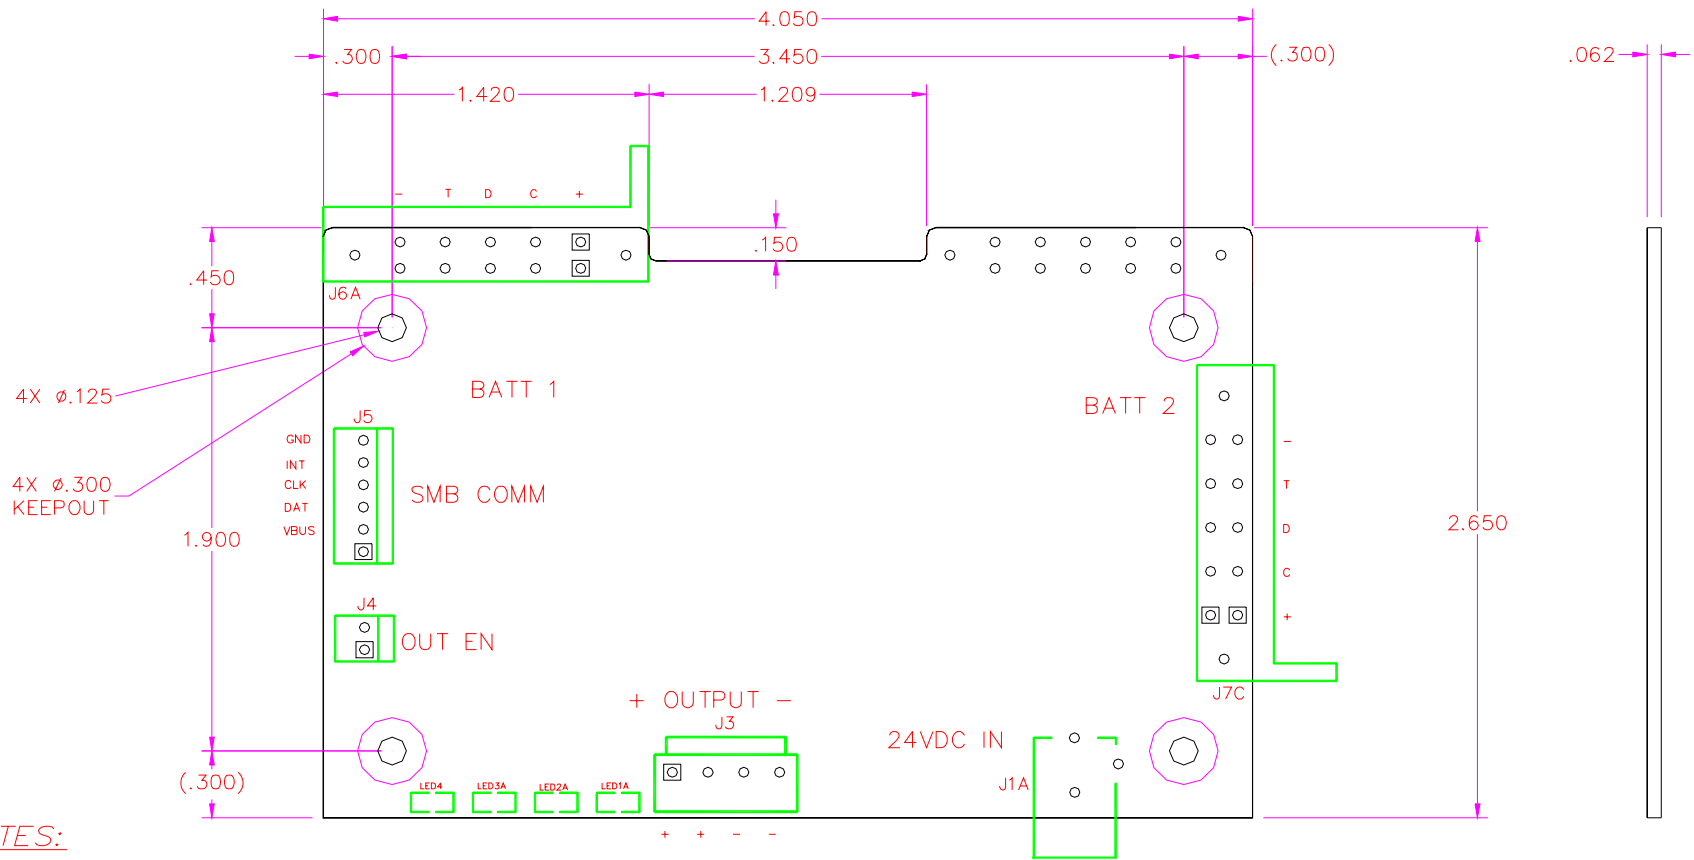 4.050
.300
3.450
(.300)
.062
1.420
1.209
- T D C +
.150
.450
J6A
4X ø.125
BATT 1
BATT 2
J5
GND
INT
CLK
DAT
VBUS
SMB COMM
4X ø.300
KEEPOUT
-
T
D
C
+
2.650
1.900
J4
OUT EN
J7C
+ OUTPUT -
J3
24VDC IN
J1A
(.300)
LED4 LED3A LED2A LED1A
+ + - -
TES: